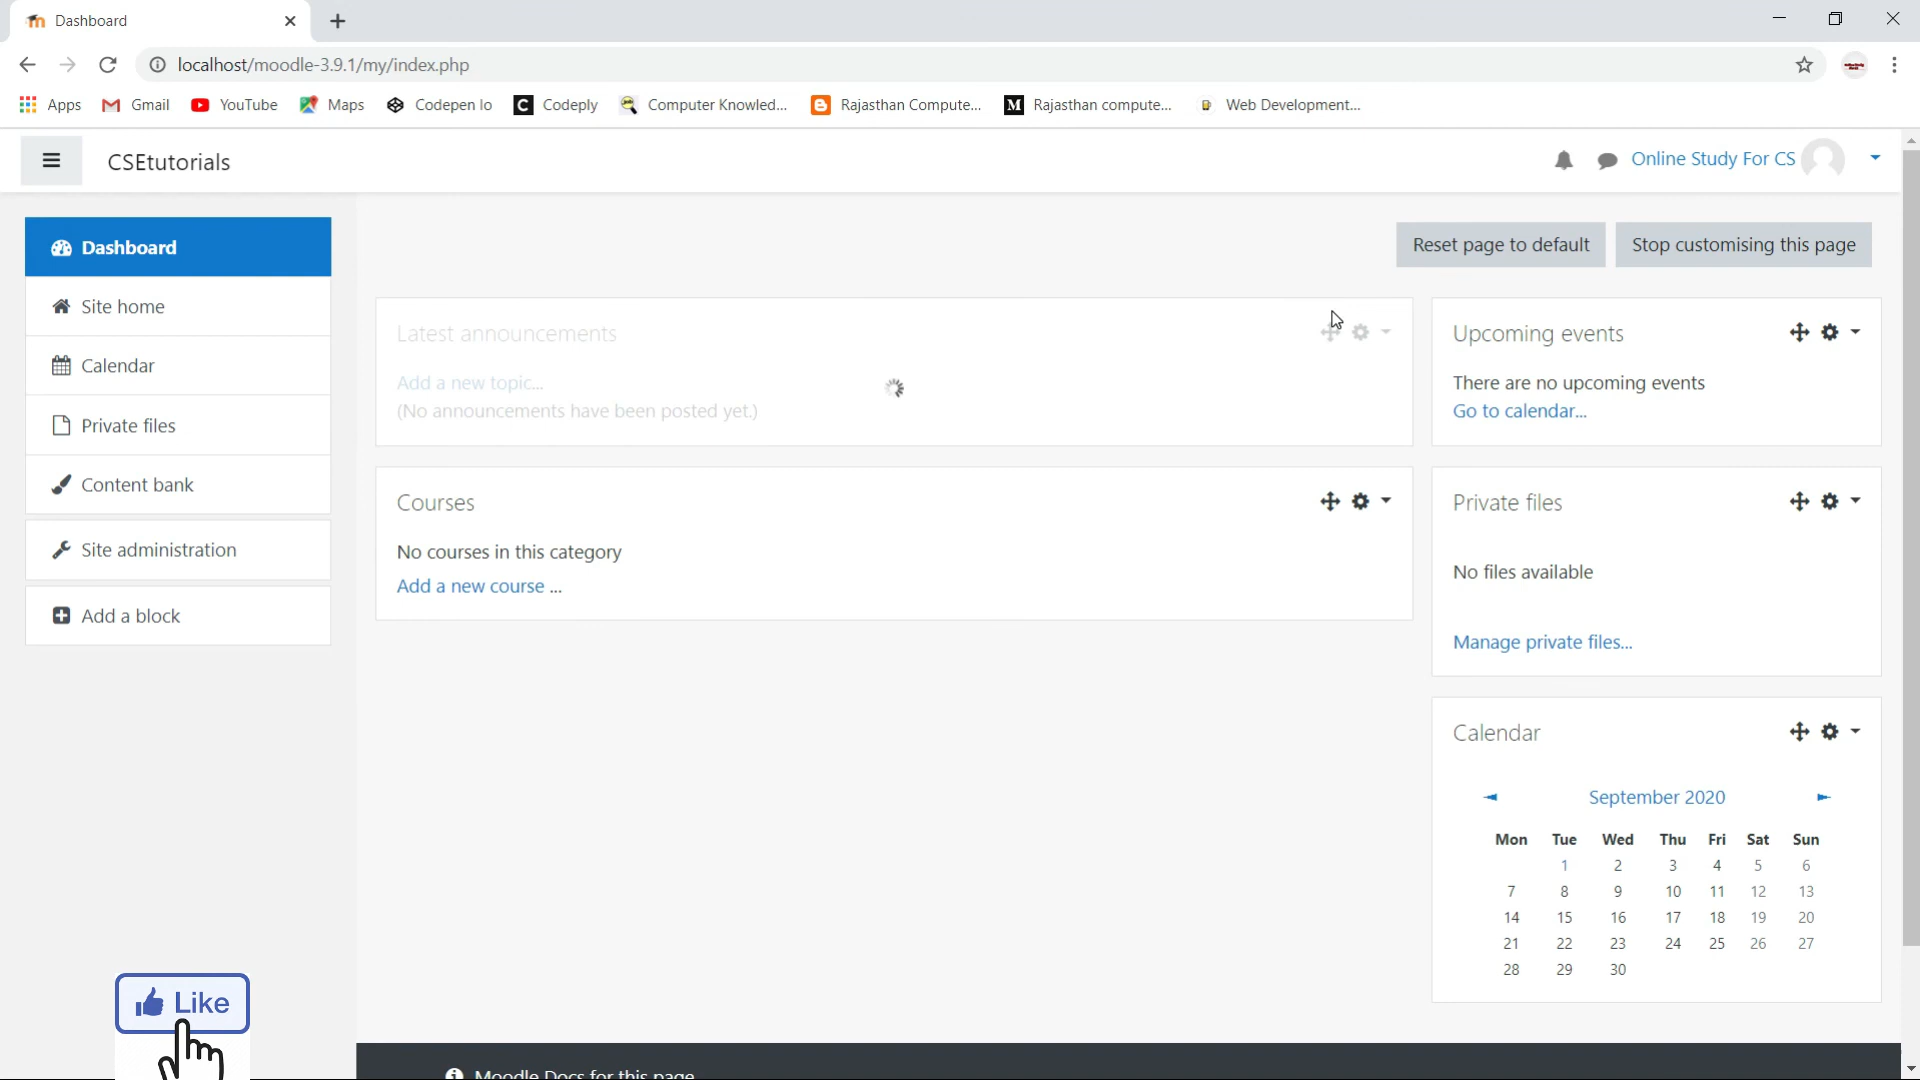 Dashboard
localhost/moodle-3.9.1/my/index.php
Apps Gmail YouTube Maps Codepen Io Codeply Computer Knowled... Rajasthan Compute... Rajasthan compute... Web Development...
CSEtutorials
Online Study For CS
Dashboard
Site home
Calendar
Private files
Content bank
Site administration
Add a block
Reset page to default Stop customising this page
Latest announcements
Add a new topic...
(No announcements have been posted yet.)
Courses
No courses in this category
Add a new course ...
Upcoming events
There are no upcoming events
Go to calendar...
Private files
No files available
Manage private files...
Calendar
September 2020
Mon Tue Wed Thu Fri Sat Sun
1 2 3 4 5 6
7 8 9 10 11 12 13
14 15 16 17 18 19 20
21 22 23 24 25 26 27
28 29 30
Like
Moodle Docs for this page